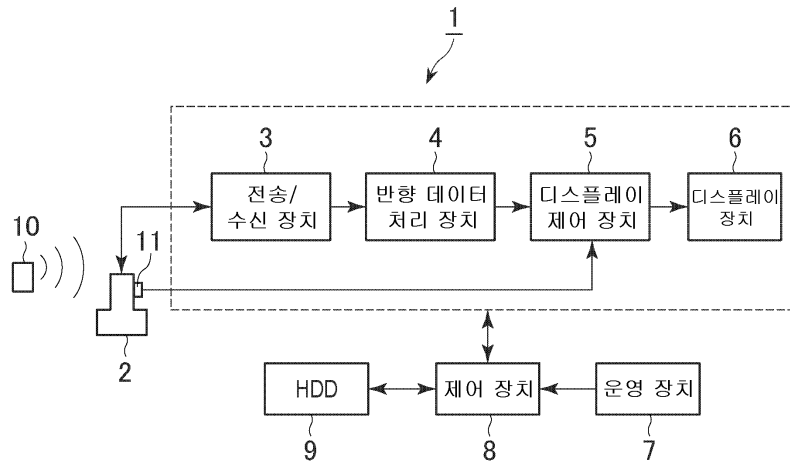 1
3
4
5
6
전송/
수신 장치
반향 데이터
처리 장치
디스플레이
제어 장치
디스플레이
장치
10
11
2
HDD
제어 장치
운영 장치
9
8
7